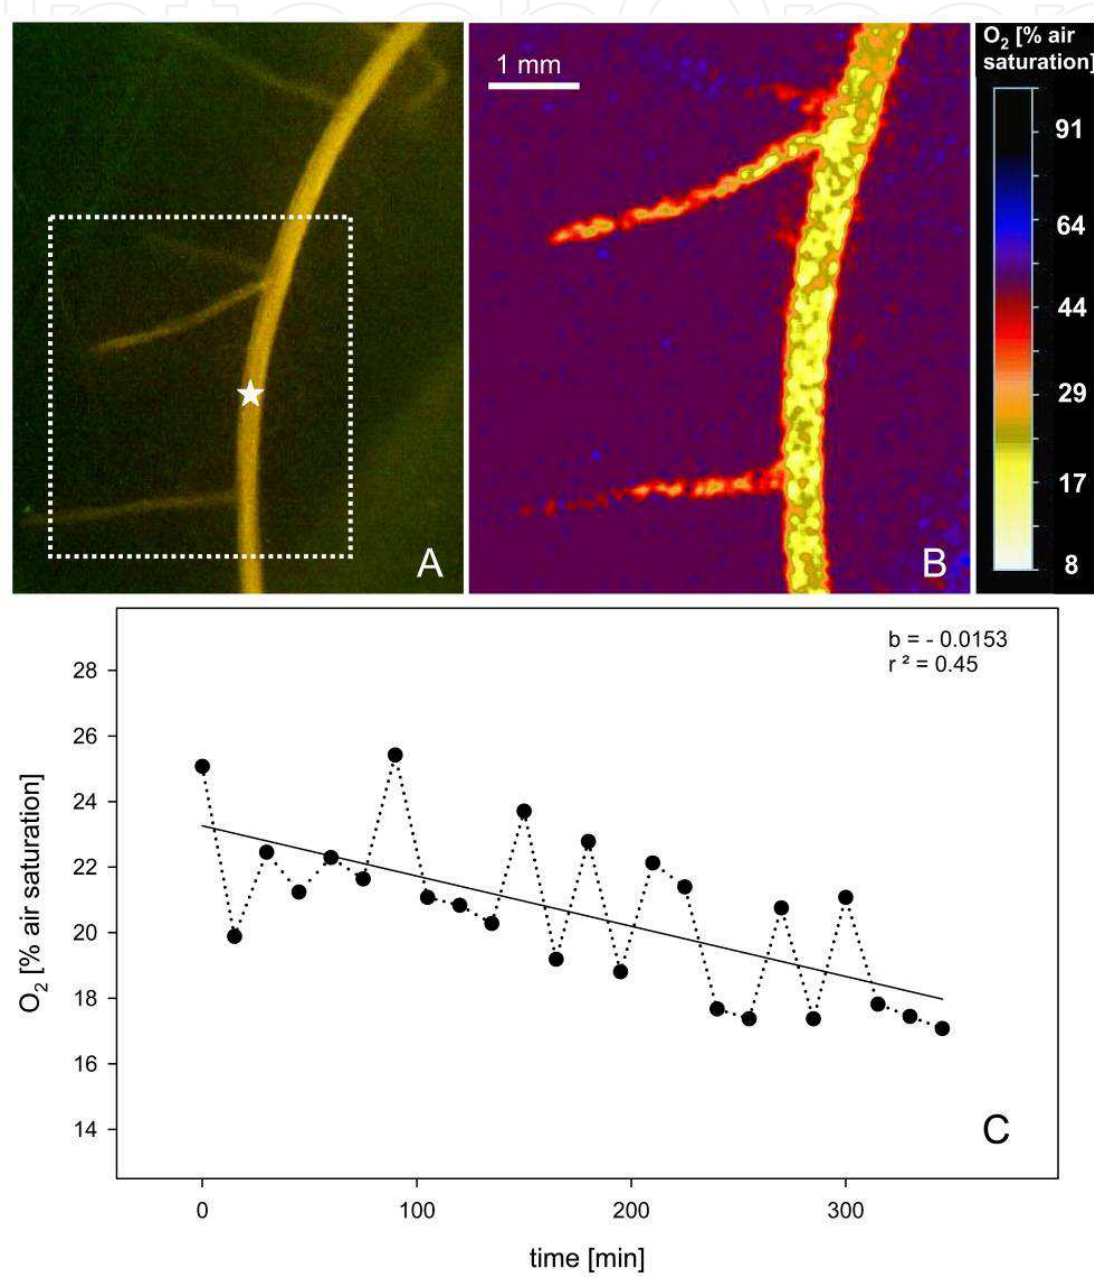 O2 [% air
saturation]
1 mm
91
64
44
29
17
8
A
B
b = - 0.0153
r ² = 0.45
28
26
24
22
20
18
16
14
O2 [% air saturation]
C
0
100
200
300
time [min]